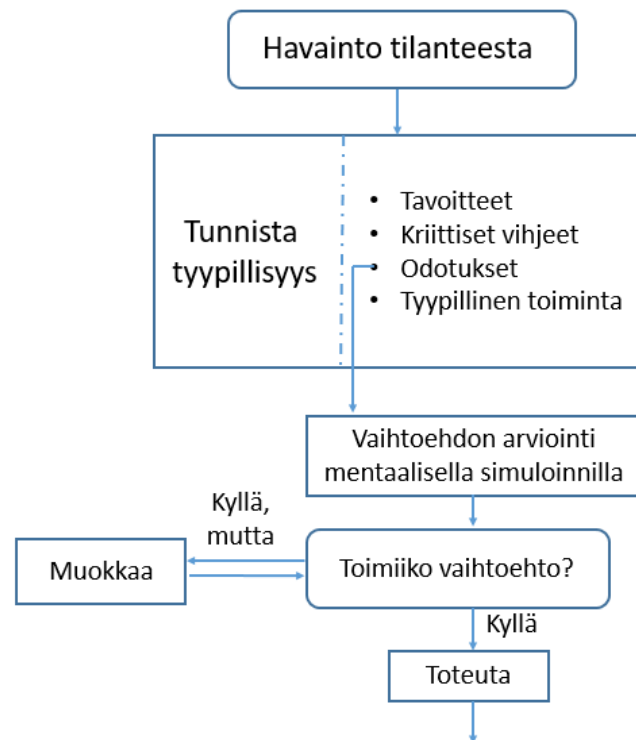 Havainto tilanteesta
Tunnista
tyypillisyys
• Tavoitteet
• Kriittiset vihjeet
• Odotukset
• Tyypillinen toiminta
Vaihtoehdon arviointi
mentaalisella simuloinnilla
Kyllä,
mutta
Muokkaa
Toimiiko vaihtoehto?
Kyllä
Toteuta